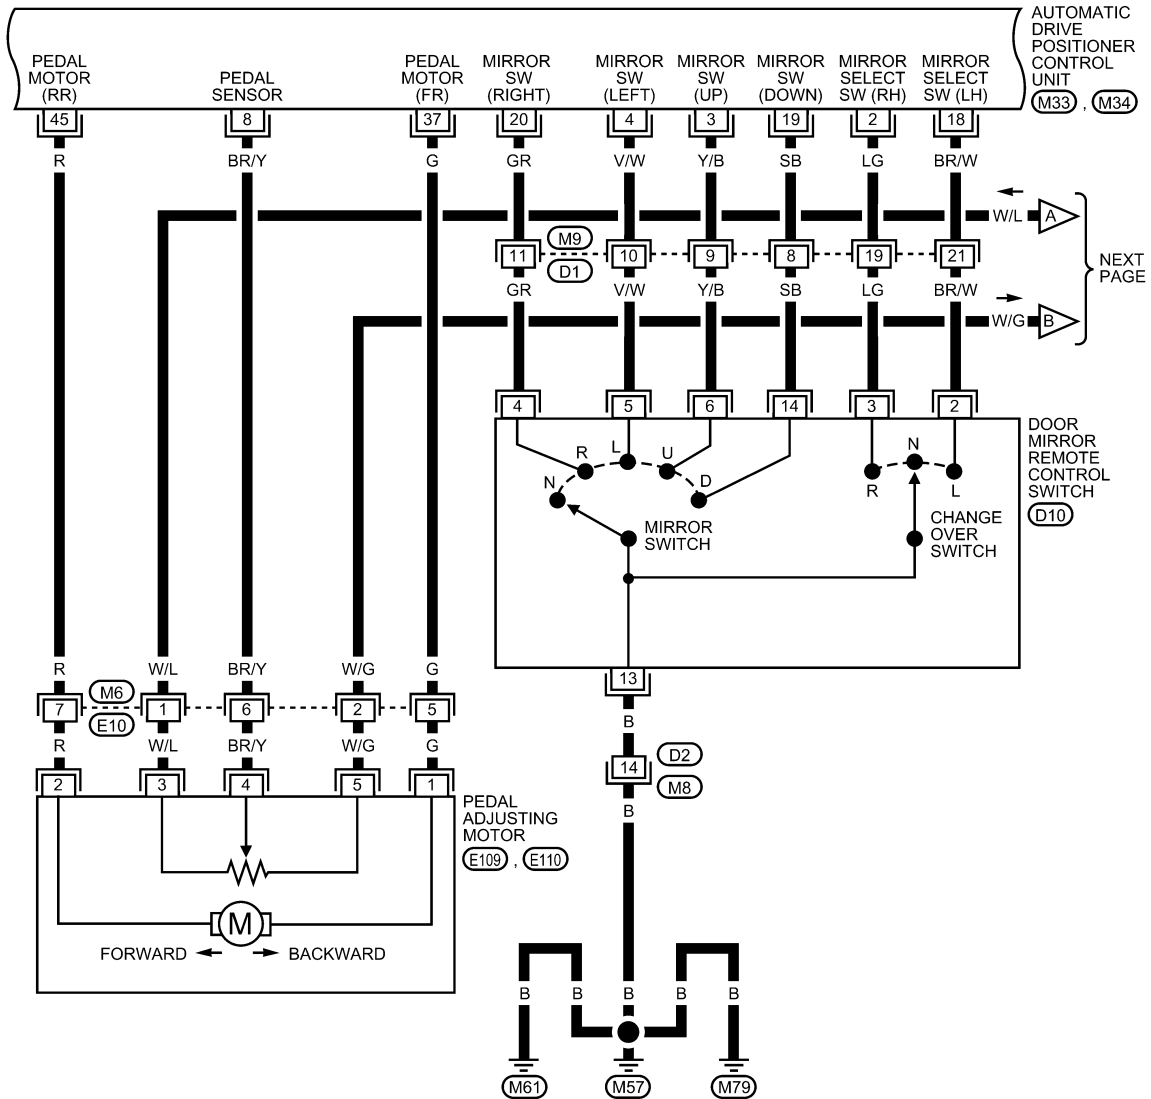 AUTOMATIC
DRIVE
POSITIONER
CONTROL
UNIT
M33 , M34
PEDAL
MOTOR
(RR)
PEDAL
SENSOR
PEDAL
MOTOR
(FR)
MIRROR
SW
(RIGHT)
MIRROR
SW
(LEFT)
MIRROR
SW
(UP)
MIRROR
SW
(DOWN)
MIRROR
SELECT
SW (RH)
MIRROR
SELECT
SW (LH)
45 8 37 20 4 3 19 2 18
R BR/Y G GR V/W Y/B SB LG BR/W
W/L A
M9
11 10 9 8 19 21
D1
NEXT
PAGE
GR V/W Y/B SB LG BR/W
W/G B
4 5 6 14 3 2
DOOR
MIRROR
REMOTE
CONTROL
SWITCH
D10
N R L U D
R N L
MIRROR
SWITCH
CHANGE
OVER
SWITCH
13
B
R W/L BR/Y W/G G
M6
7 1 6 2 5
E10
R W/L BR/Y W/G G
D2
14
M8
B
2 3 4 5 1
PEDAL
ADJUSTING
MOTOR
E109 , E110
M
FORWARD BACKWARD
B B B B B
M61 M57 M79